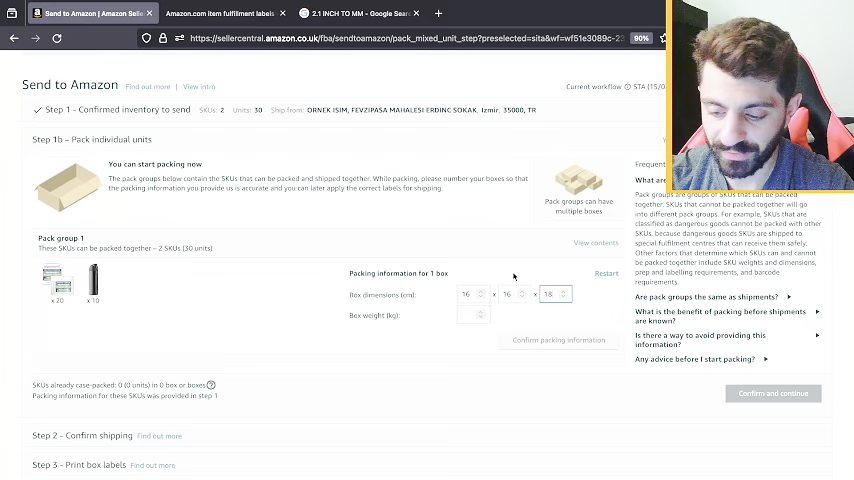 Send to Amazon | Amazon Selle
Amazon.com item fulfillment labels
2.1 INCH TO MM - Google Sear
https://sellercentral.amazon.co.uk/fba/sendtoamazon/pack_mixed_unit_step?preselected=sita&wf=wf51e3089c-23
90%
Send to Amazon Find out more | View intro
Current workflow STA (15/0
Step 1 - Confirmed inventory to send SKUs: 2 Units: 30 Ship from: ORNEK ISIM, FEVZIPASA MAHALESI ERDINC SOKAK, Izmir, 35000, TR
Step 1b – Pack individual units
You can start packing now
The pack groups below contain the SKUs that can be packed and shipped together. While packing, please number your boxes so that
the packing information you provide us is accurate and you can later apply the correct labels for shipping.
Pack groups can have
multiple boxes
Frequent
What are
Pack groups are groups of SKUs that can be packed
together. SKUs that cannot be packed together will go
into different pack groups. For example, SKUs that are
classified as dangerous goods cannot be packed with other
SKUs, because dangerous goods SKUs are shipped to
special fulfilment centres that can receive them safely.
Other factors that determine which SKUs can and cannot
be packed together include SKU weights and dimensions,
prep and labelling requirements, and barcode
requirements.
Are pack groups the same as shipments?
What is the benefit of packing before shipments
are known?
Is there a way to avoid providing this
information?
Any advice before I start packing?
Pack group 1
These SKUs can be packed together – 2 SKUs (30 units)
View contents
x 20
x 10
Packing information for 1 box
Restart
Box dimensions (cm): 16 x 16 x 18
Box weight (kg):
Confirm packing information
SKUs already case-packed: 0 (0 units) in 0 box or boxes
Packing information for these SKUs was provided in step 1
Confirm and continue
Step 2 - Confirm shipping Find out more
Step 3 - Print box labels Find out more